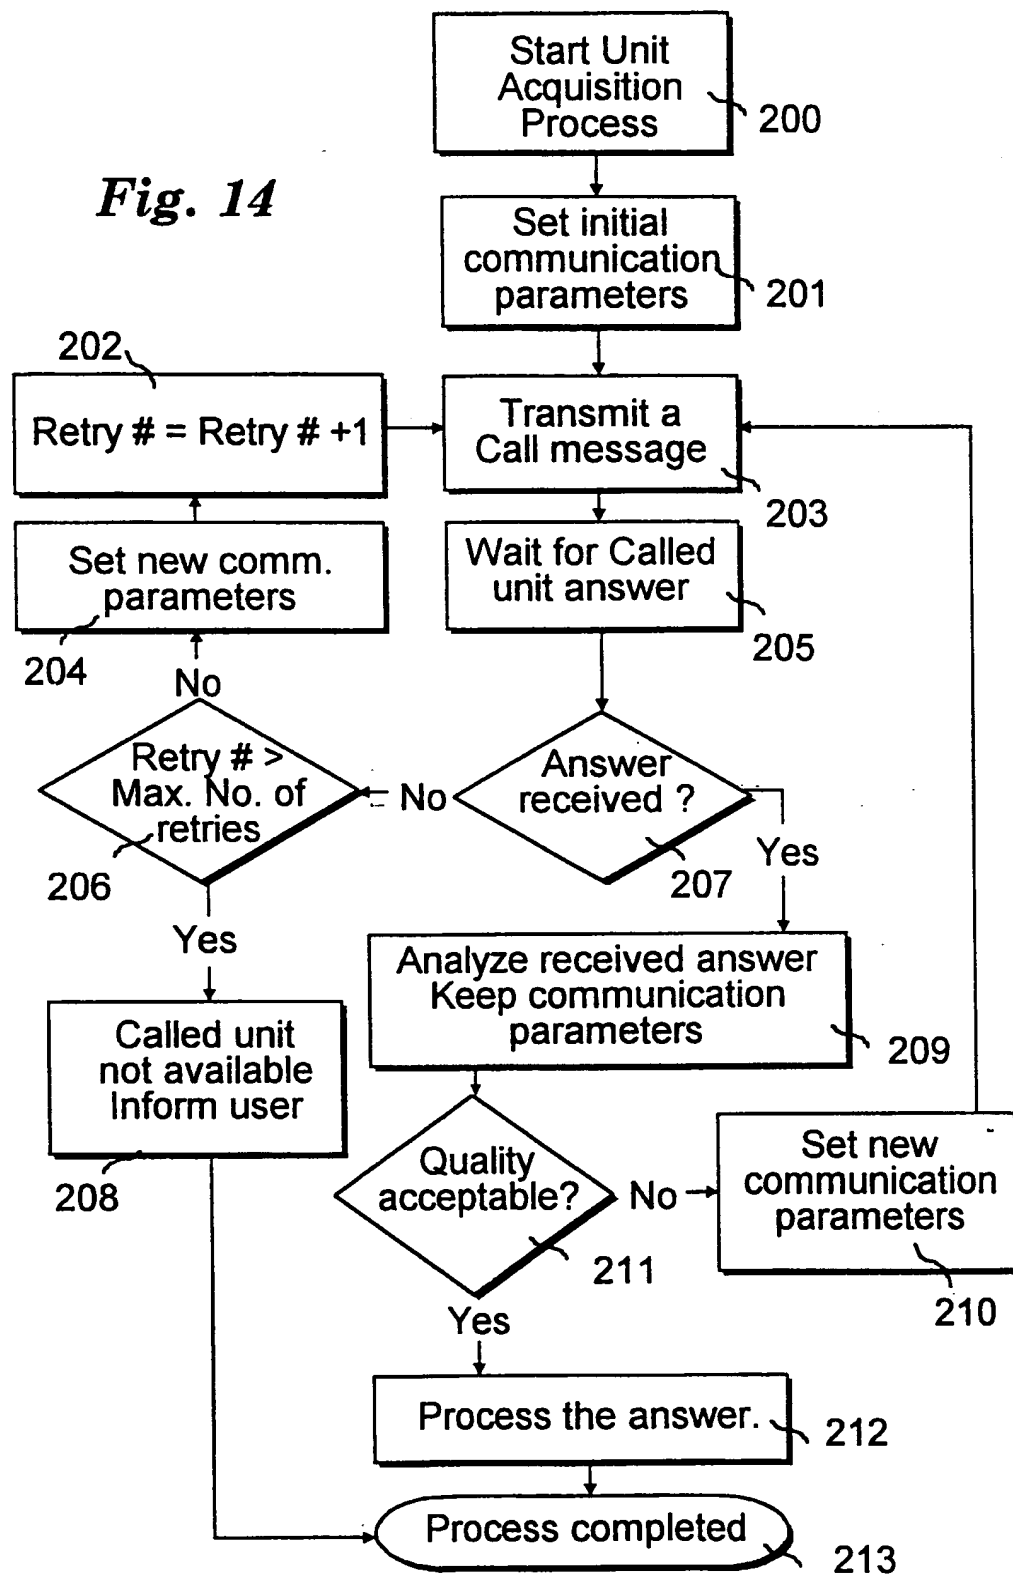 Start Unit
Acquisition
Process
200
Fig. 14
Set initial
communication
parameters
201
202
Retry # = Retry # +1
Transmit a
Call message
203
Set new comm.
parameters
204
Wait for Called
unit answer
205
No
Retry # >
Max. No. of
retries
206
No
Answer
received ?
207
Yes
Yes
Analyze received answer
Keep communication
parameters
209
Called unit
not available
Inform user
208
Quality
acceptable?
211
No
Set new
communication
parameters
210
Yes
Process the answer.
212
Process completed
213